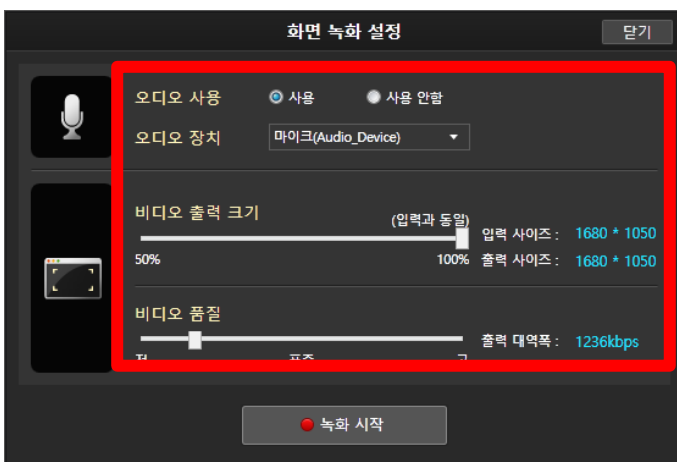 화면 녹화 설정
닫기
오디오 사용 사용 사용 안함
오디오 장치 마이크(Audio_Device)
비디오 출력 크기
(입력과 동일)
입력 사이즈 : 1680 * 1050
50% 100% 출력 사이즈 : 1680 * 1050
비디오 품질
출력 대역폭 : 1236kbps
녹화 시작